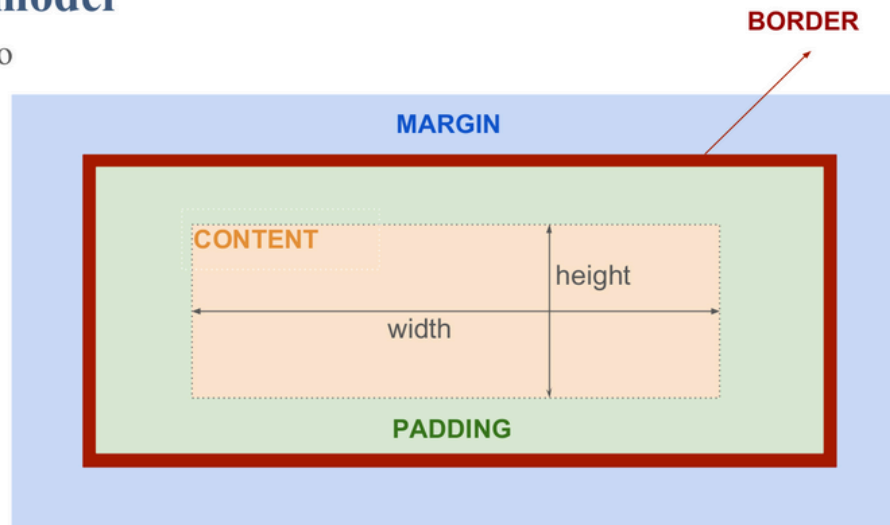 BORDER
MARGIN
CONTENT
height
width
PADDING